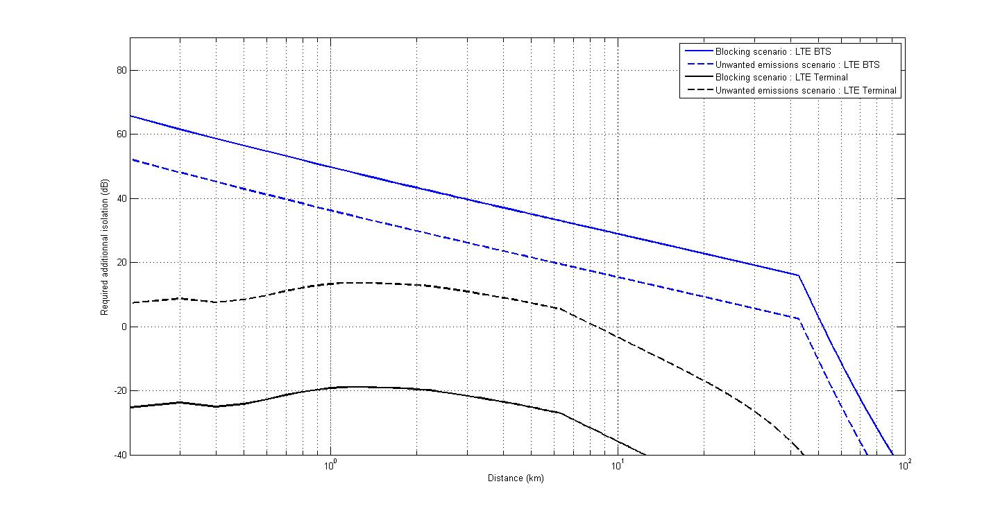 Blocking scenario : LTE BTS
Unwanted emissions scenario : LTE BTS
Blocking scenario : LTE Terminal
Unwanted emissions scenario : LTE Terminal
80
60
40
20
0
-20
-40
Required additionnal isolation (dB)
10⁰ 10¹ 10²
Distance (km)